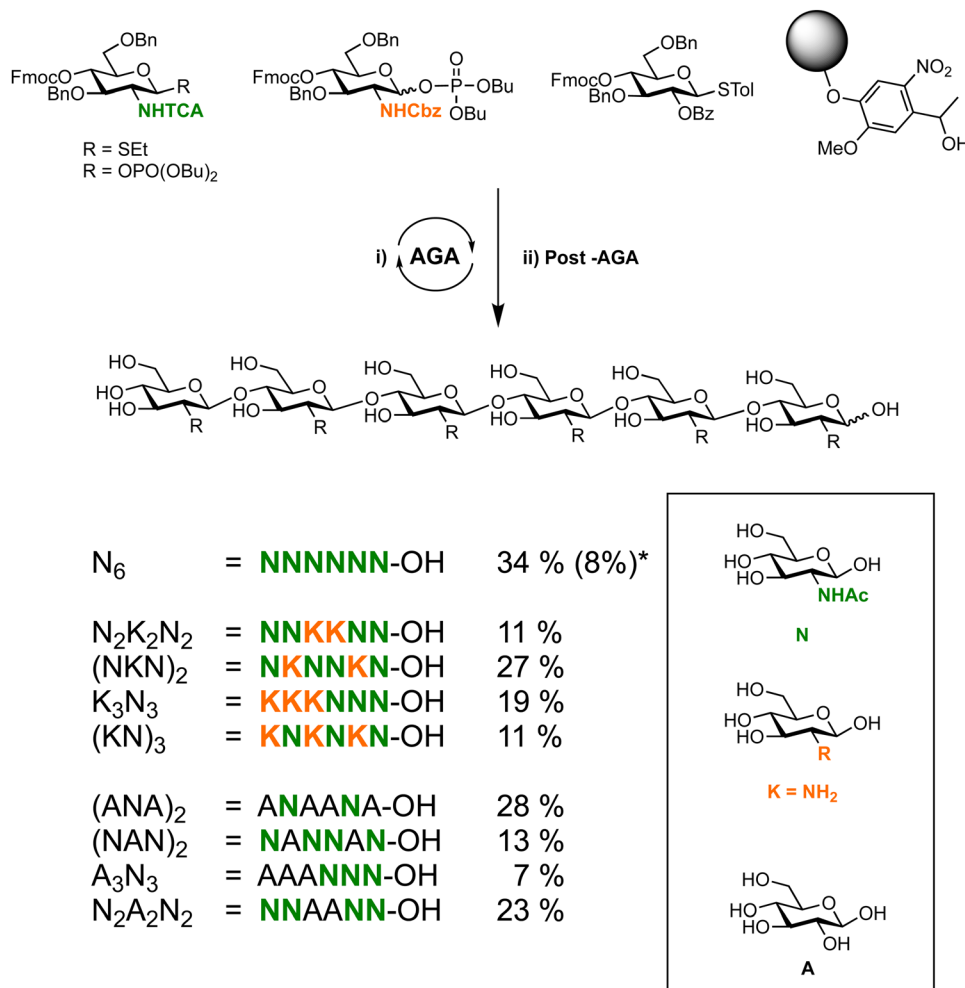 OBn
FmocO
BnO
O
R
NHTCA
R = SEt
R = OPO(OBu)2
OBn
FmocO
BnO
O
NHCbz
O
O
P
OBu
OBu
OBn
FmocO
BnO
O
STol
OBz
NO2
O
MeO
OH
i) AGA ii) Post -AGA
HO HO HO HO HO HO
HO O O O O O O O O O O O OH
HO HO HO HO HO HO HO
R R R R R R
N6 = NNNNNN-OH 34 % (8%)*
N2K2N2 = NNKKNN-OH 11 %
(NKN)2 = NKNNKN-OH 27 %
K3N3 = KKKNNN-OH 19 %
(KN)3 = KNKNKN-OH 11 %
(ANA)2 = ANAANA-OH 28 %
(NAN)2 = NANNAN-OH 13 %
A3N3 = AAANNN-OH 7 %
N2A2N2 = NNAANN-OH 23 %
HO
HO
HO
O
OH
NHAc
N
HO
HO
HO
O
OH
R
K = NH2
HO
HO
HO
O
OH
OH
A